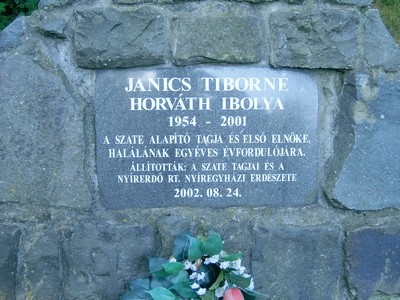 JANICS TIBORNÉ
HORVÁTH IBOLYA
1954 - 2001
A SZATE ALAPÍTÓ TAGJA ÉS ELSŐ ELNÖKE,
HALÁLÁNAK EGYÉVES ÉVFORDULÓJÁRA.
ÁLLÍTOTTÁK: A SZATE TAGJAI ÉS A
NYÍRERDŐ RT. NYÍREGYHÁZI ERDÉSZETE
2002. 08. 24.